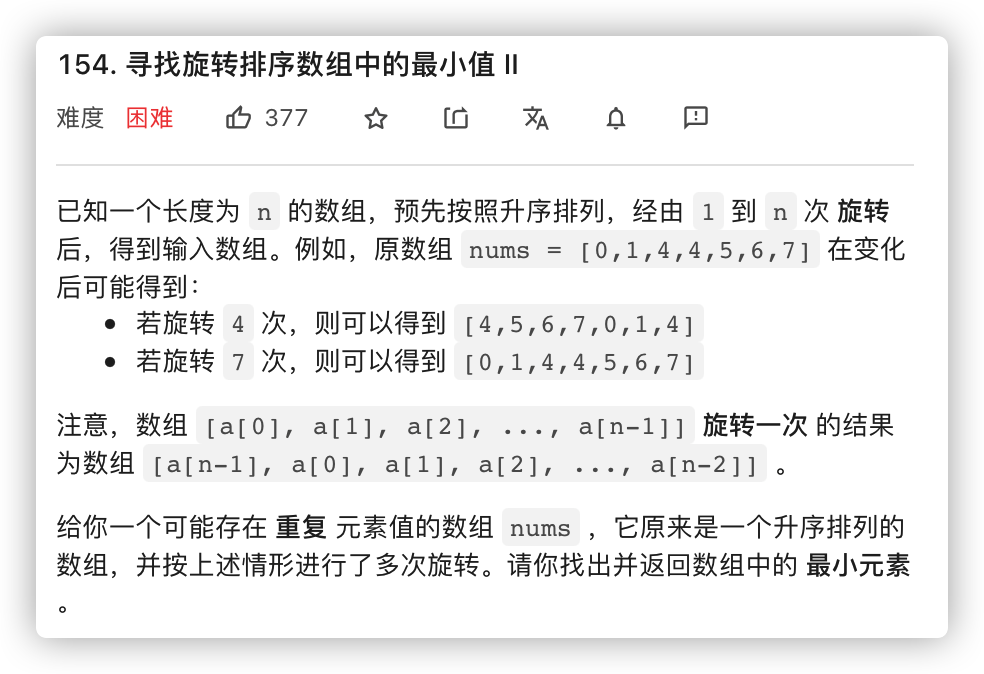 154. 寻找旋转排序数组中的最小值 II
难度 困难 377
已知一个长度为 n 的数组，预先按照升序排列，经由 1 到 n 次 旋转
后，得到输入数组。例如，原数组 nums = [0,1,4,4,5,6,7] 在变化
后可能得到：
• 若旋转 4 次，则可以得到 [4,5,6,7,0,1,4]
• 若旋转 7 次，则可以得到 [0,1,4,4,5,6,7]
注意，数组 [a[0], a[1], a[2], ..., a[n-1]] 旋转一次 的结果
为数组 [a[n-1], a[0], a[1], a[2], ..., a[n-2]] 。
给你一个可能存在 重复 元素值的数组 nums ，它原来是一个升序排列的
数组，并按上述情形进行了多次旋转。请你找出并返回数组中的 最小元素
。